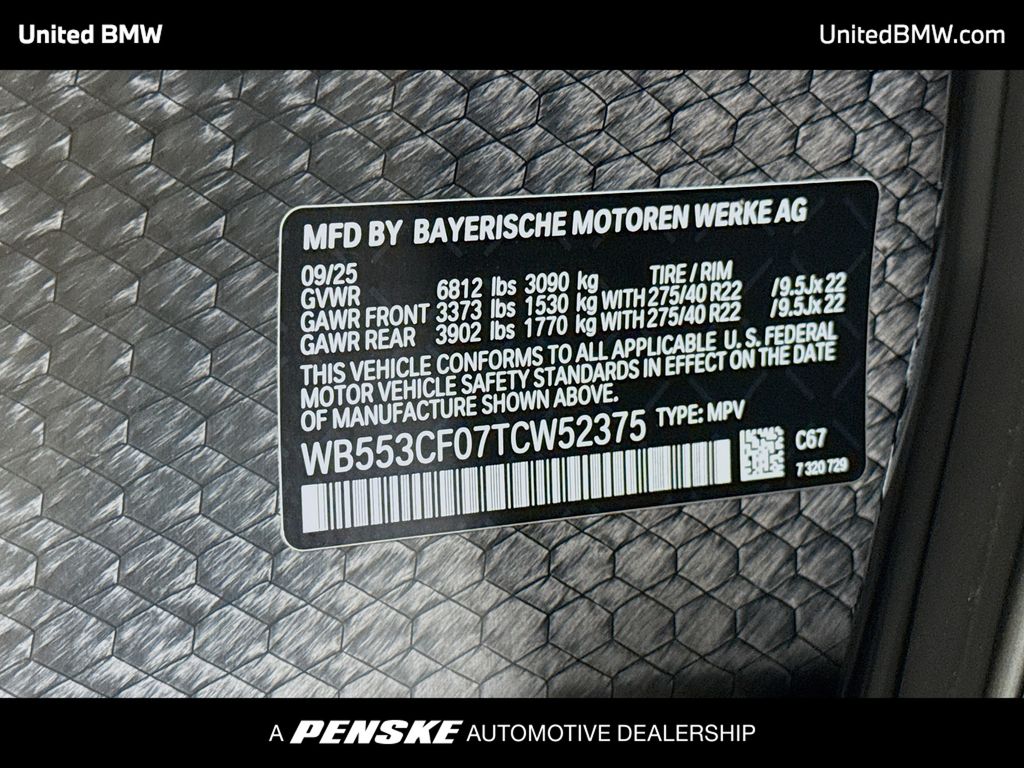 United BMW
UnitedBMW.com
MFD BY BAYERISCHE MOTOREN WERKE AG
09/25 TIRE / RIM
GVWR 6812 lbs 3090 kg
GAWR FRONT 3373 lbs 1530 kg WITH 275/40 R22 /9.5Jx22
GAWR REAR 3902 lbs 1770 kg WITH 275/40 R22 /9.5Jx22
THIS VEHICLE CONFORMS TO ALL APPLICABLE U. S. FEDERAL
MOTOR VEHICLE SAFETY STANDARDS IN EFFECT ON THE DATE
OF MANUFACTURE SHOWN ABOVE.
WB553CF07TCW52375 TYPE: MPV
C67
7 320 729
A PENSKE AUTOMOTIVE DEALERSHIP